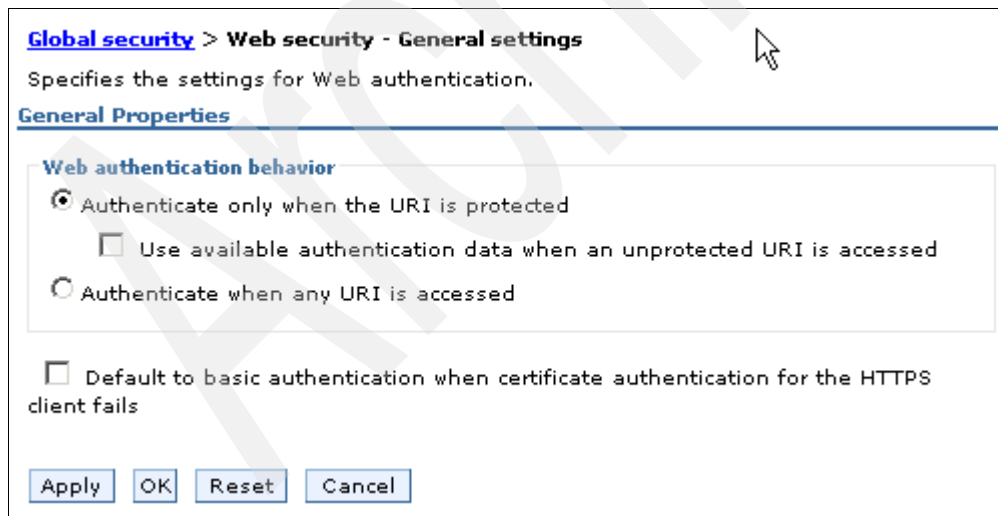 Global security > Web security - General settings
Specifies the settings for Web authentication.
General Properties
Web authentication behavior
Authenticate only when the URI is protected
Use available authentication data when an unprotected URI is accessed
Authenticate when any URI is accessed
Default to basic authentication when certificate authentication for the HTTPS
client fails
Apply OK Reset Cancel